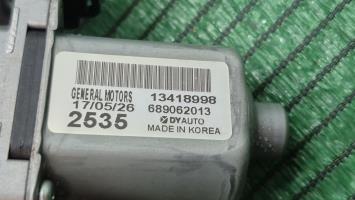 GENERAL MOTORS 13418998
17/05/26 689062013
2535 DYAUTO
MADE IN KOREA